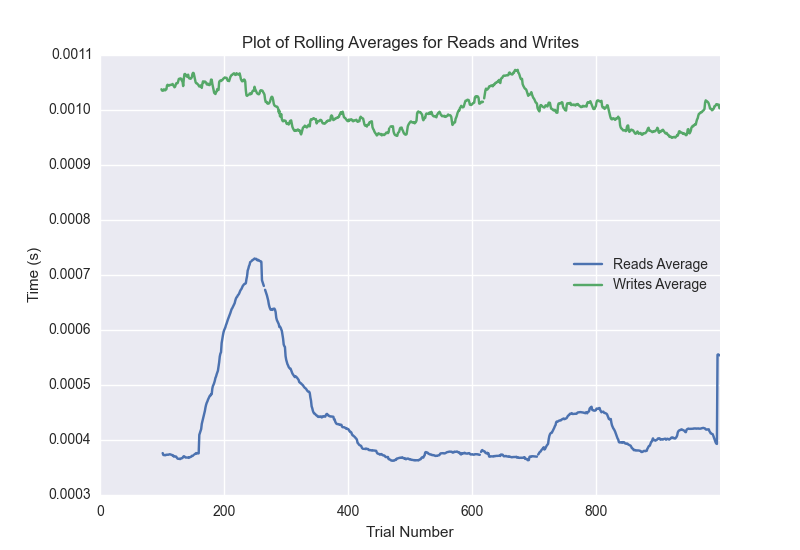 Plot of Rolling Averages for Reads and Writes
0.0011
0.0010
0.0009
0.0008
0.0007
0.0006
0.0005
0.0004
0.0003
Time (s)
Reads Average
Writes Average
0 200 400 600 800
Trial Number